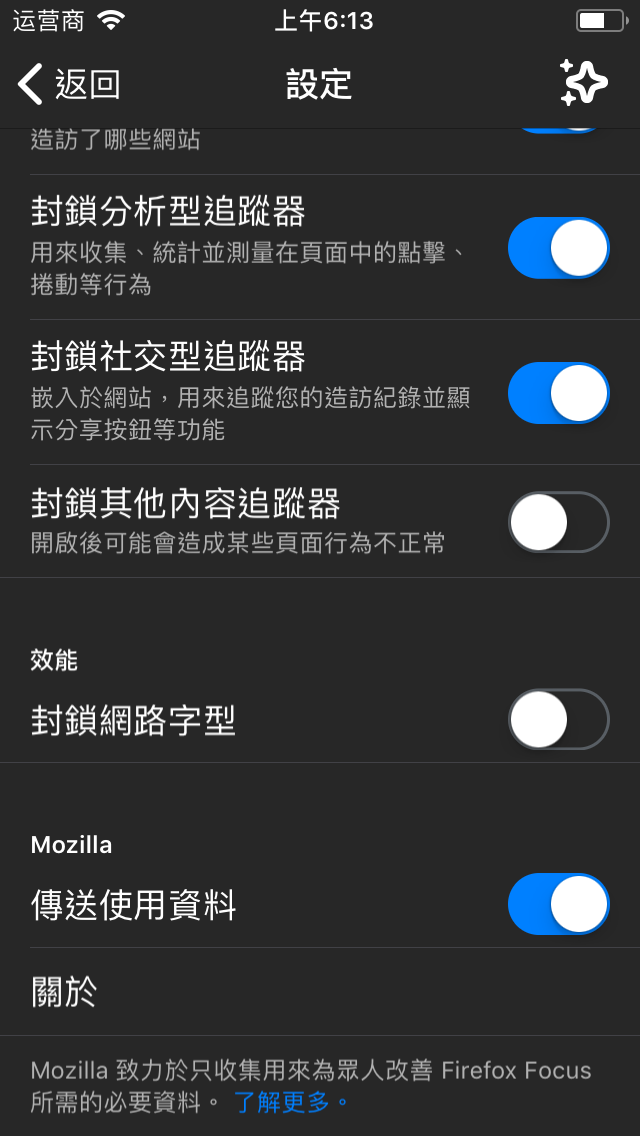 运营商 上午6:13
返回 設定
造訪了哪些網站
封鎖分析型追蹤器
用來收集、統計並測量在頁面中的點擊、
捲動等行為
封鎖社交型追蹤器
嵌入於網站，用來追蹤您的造訪紀錄並顯
示分享按鈕等功能
封鎖其他內容追蹤器
開啟後可能會造成某些頁面行為不正常
效能
封鎖網路字型
Mozilla
傳送使用資料
關於
Mozilla 致力於只收集用來為眾人改善 Firefox Focus
所需的必要資料。 了解更多。